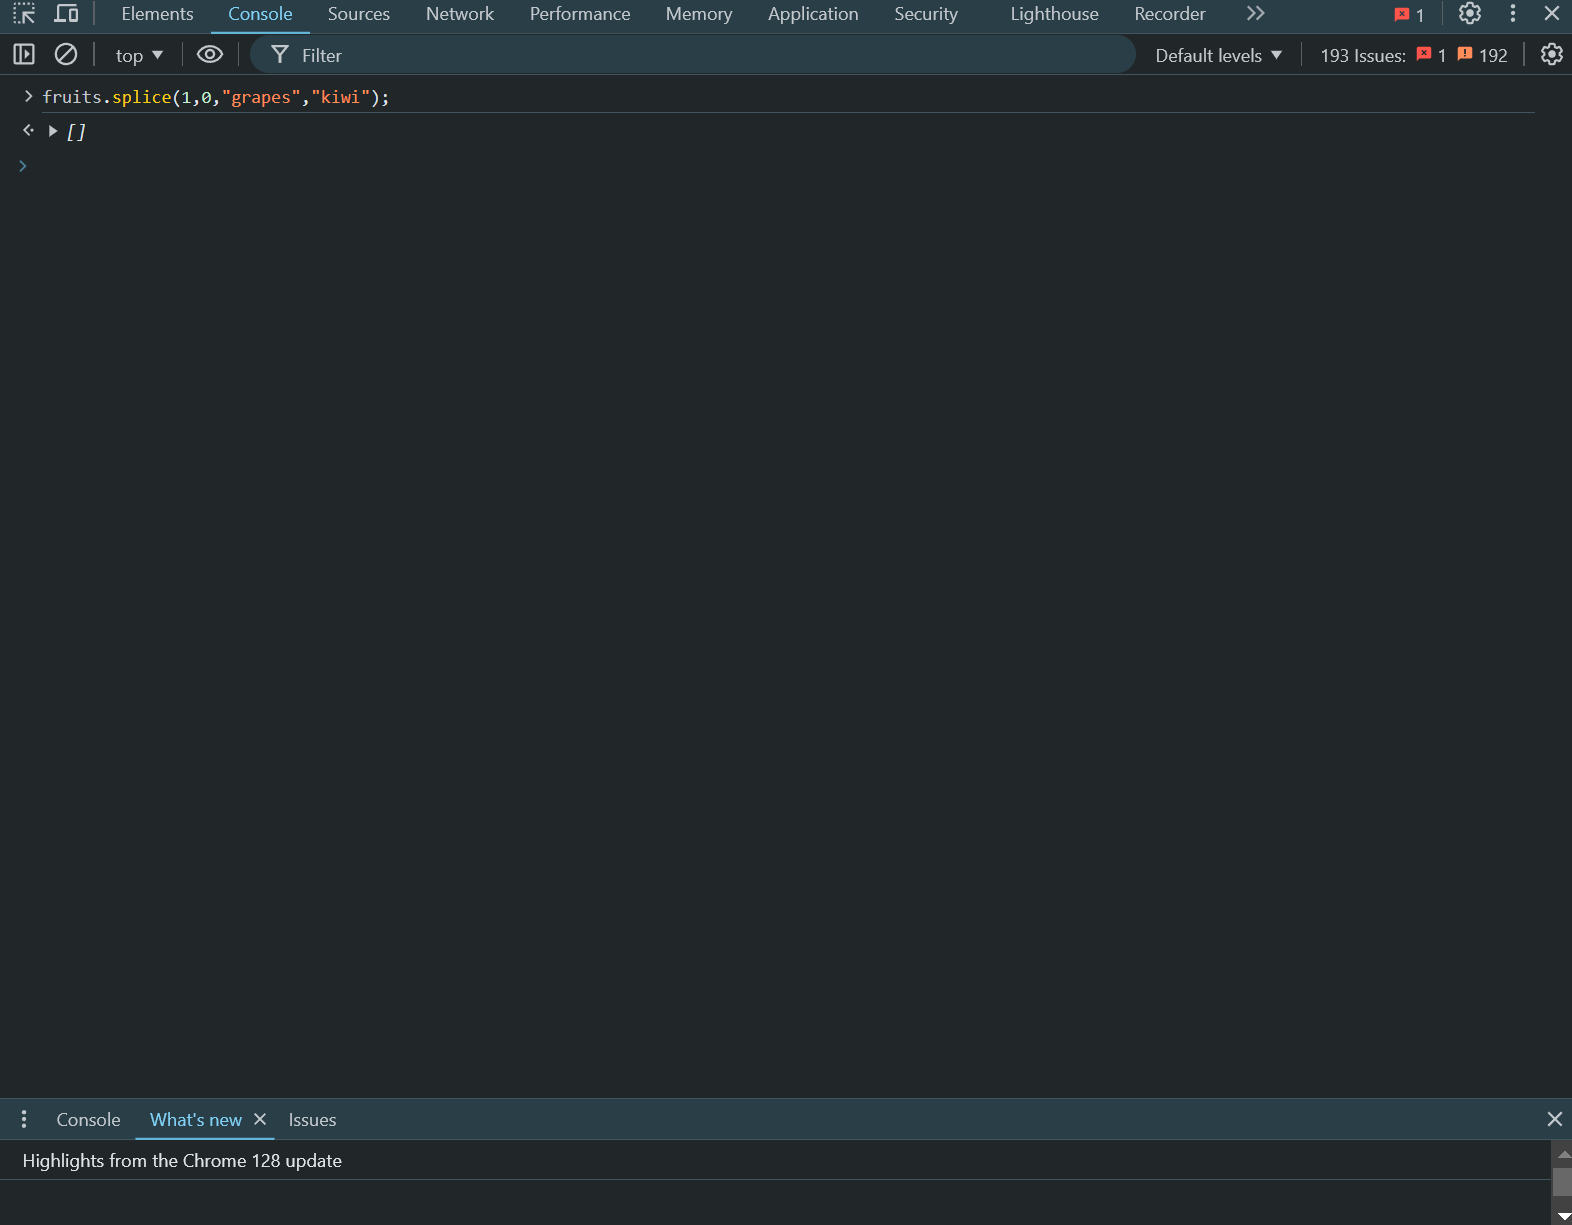 Elements Console Sources Network Performance Memory Application Security Lighthouse Recorder 1
top Filter Default levels 193 Issues: 1 192
fruits.splice(1,0,"grapes","kiwi");
[]
Console What's new Issues
Highlights from the Chrome 128 update